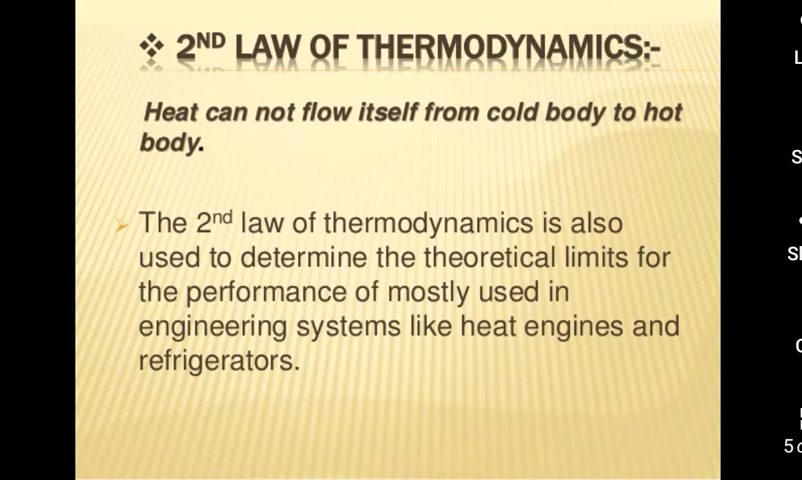 ❖ 2ND LAW OF THERMODYNAMICS:-
Heat can not flow itself from cold body to hot
body.
➢ The 2nd law of thermodynamics is also
used to determine the theoretical limits for
the performance of mostly used in
engineering systems like heat engines and
refrigerators.